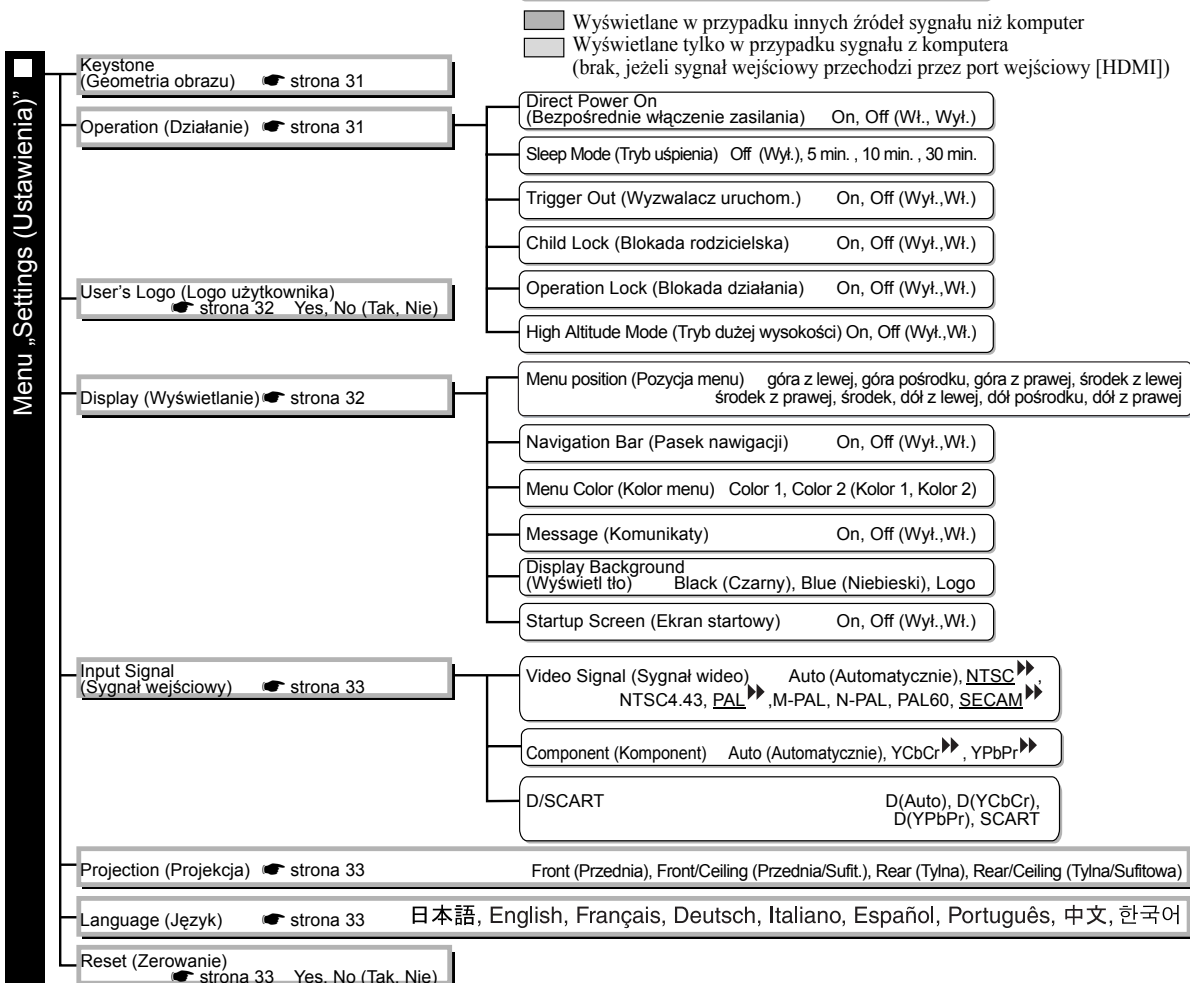 Wyświetlane w przypadku innych źródeł sygnału niż komputer
Wyświetlane tylko w przypadku sygnału z komputera
(brak, jeżeli sygnał wejściowy przechodzi przez port wejściowy [HDMI])
Menu „Settings (Ustawienia)”
Keystone
(Geometria obrazu) ☛ strona 31
Operation (Działanie) ☛ strona 31
Direct Power On
(Bezpośrednie włączenie zasilania) On, Off (Wł., Wył.)
Sleep Mode (Tryb uśpienia) Off (Wył.), 5 min. , 10 min. , 30 min.
Trigger Out (Wyzwalacz uruchom.) On, Off (Wył.,Wł.)
Child Lock (Blokada rodzicielska) On, Off (Wył.,Wł.)
Operation Lock (Blokada działania) On, Off (Wył.,Wł.)
High Altitude Mode (Tryb dużej wysokości) On, Off (Wył.,Wł.)
User's Logo (Logo użytkownika)
☛ strona 32 Yes, No (Tak, Nie)
Display (Wyświetlanie) ☛ strona 32
Menu position (Pozycja menu) góra z lewej, góra pośrodku, góra z prawej, środek z lewej
środek z prawej, środek, dół z lewej, dół pośrodku, dół z prawej
Navigation Bar (Pasek nawigacji) On, Off (Wył.,Wł.)
Menu Color (Kolor menu) Color 1, Color 2 (Kolor 1, Kolor 2)
Message (Komunikaty) On, Off (Wył.,Wł.)
Display Background
(Wyświetl tło) Black (Czarny), Blue (Niebieski), Logo
Startup Screen (Ekran startowy) On, Off (Wył.,Wł.)
Input Signal
(Sygnał wejściowy) ☛ strona 33
Video Signal (Sygnał wideo) Auto (Automatycznie), NTSC ,
NTSC4.43, PAL ,M-PAL, N-PAL, PAL60, SECAM
Component (Komponent) Auto (Automatycznie), YCbCr , YPbPr
D/SCART D(Auto), D(YCbCr),
D(YPbPr), SCART
Projection (Projekcja) ☛ strona 33 Front (Przednia), Front/Ceiling (Przednia/Sufit.), Rear (Tylna), Rear/Ceiling (Tylna/Sufitowa)
Language (Język) ☛ strona 33 日本語, English, Français, Deutsch, Italiano, Español, Português, 中文, 한국어
Reset (Zerowanie)
☛ strona 33 Yes, No (Tak, Nie)